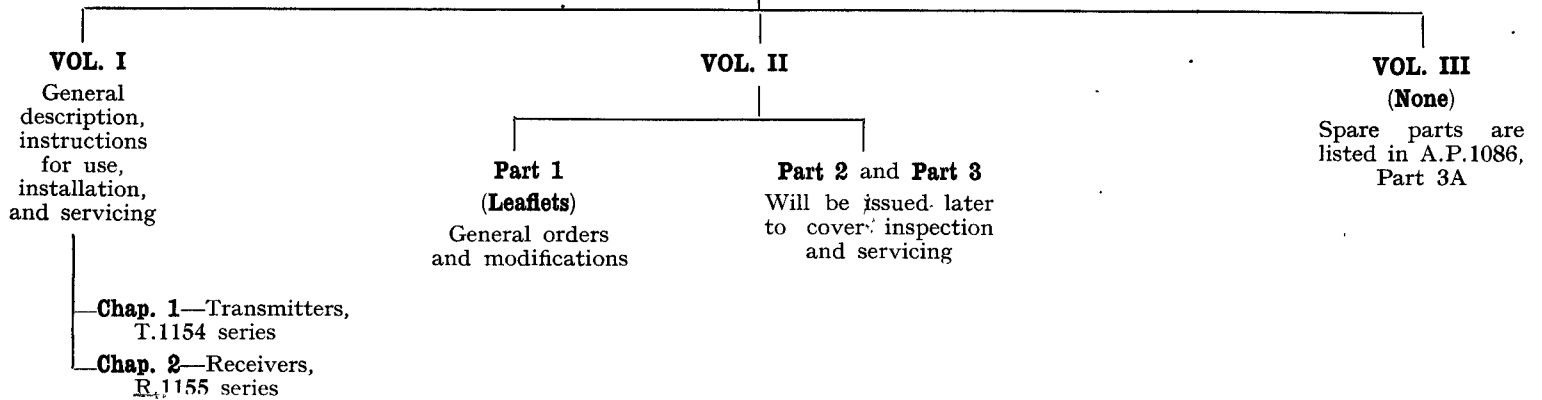 VOL. I
General
description,
instructions
for use,
installation,
and servicing
Chap. 1—Transmitters,
T.1154 series
Chap. 2—Receivers,
R.1155 series
VOL. II
Part 1
(Leaflets)
General orders
and modifications
Part 2 and Part 3
Will be issued later
to cover inspection
and servicing
VOL. III
(None)
Spare parts are
listed in A.P.1086,
Part 3A